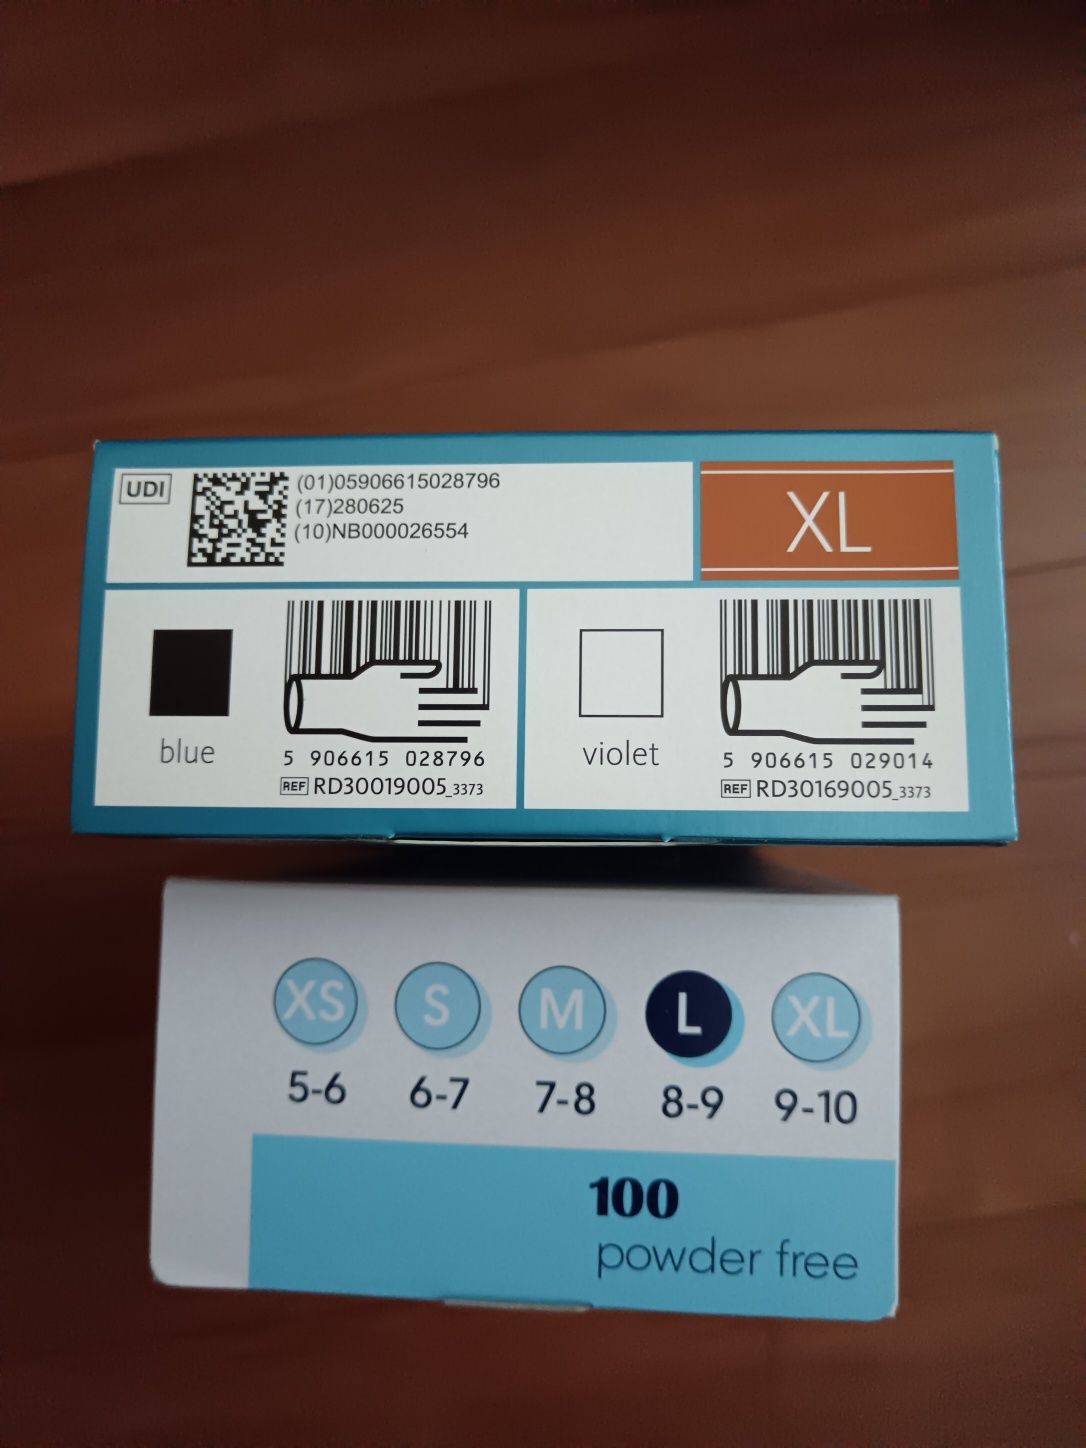 UDI
(01)05906615028796
(17)280625
(10)NB000026554
XL
blue
5 906615 028796
REF RD30019005_3373
violet
5 906615 029014
REF RD30169005_3373
XS S M L XL
5-6 6-7 7-8 8-9 9-10
100
powder free